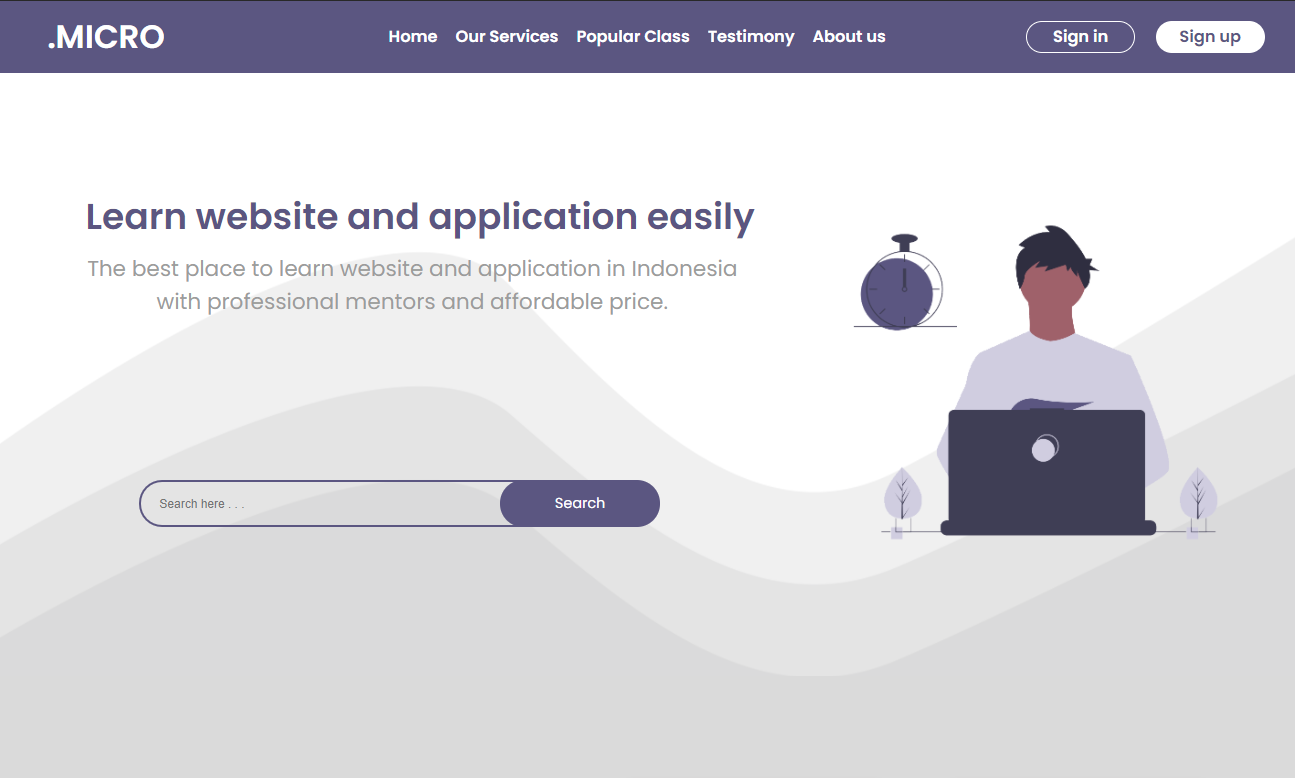 .MICRO Home Our Services Popular Class Testimony About us Sign in Sign up
Learn website and application easily
The best place to learn website and application in Indonesia
with professional mentors and affordable price.
Search here . . . Search